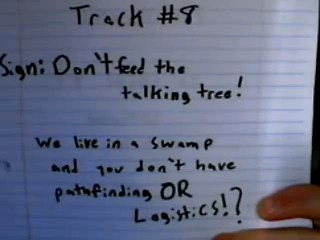 Track #8
Sign: Don't feed the
talking tree!
We live in a swamp
and you don't have
pathfinding OR
Logistics!?